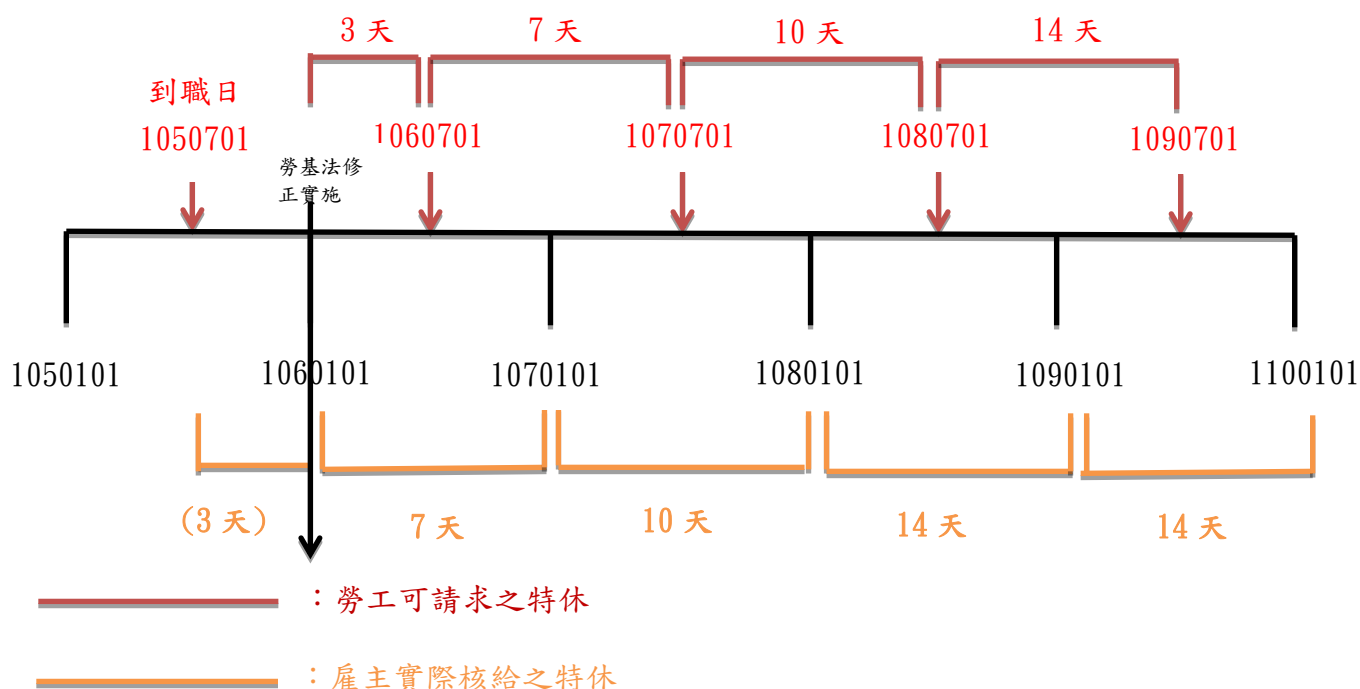 3 天
7 天
10 天
14 天
到職日
1050701
1060701
1070701
1080701
1090701
勞基法修
正實施
1050101
1060101
1070101
1080101
1090101
1100101
(3 天)
7 天
10 天
14 天
14 天
：勞工可請求之特休
：雇主實際核給之特休